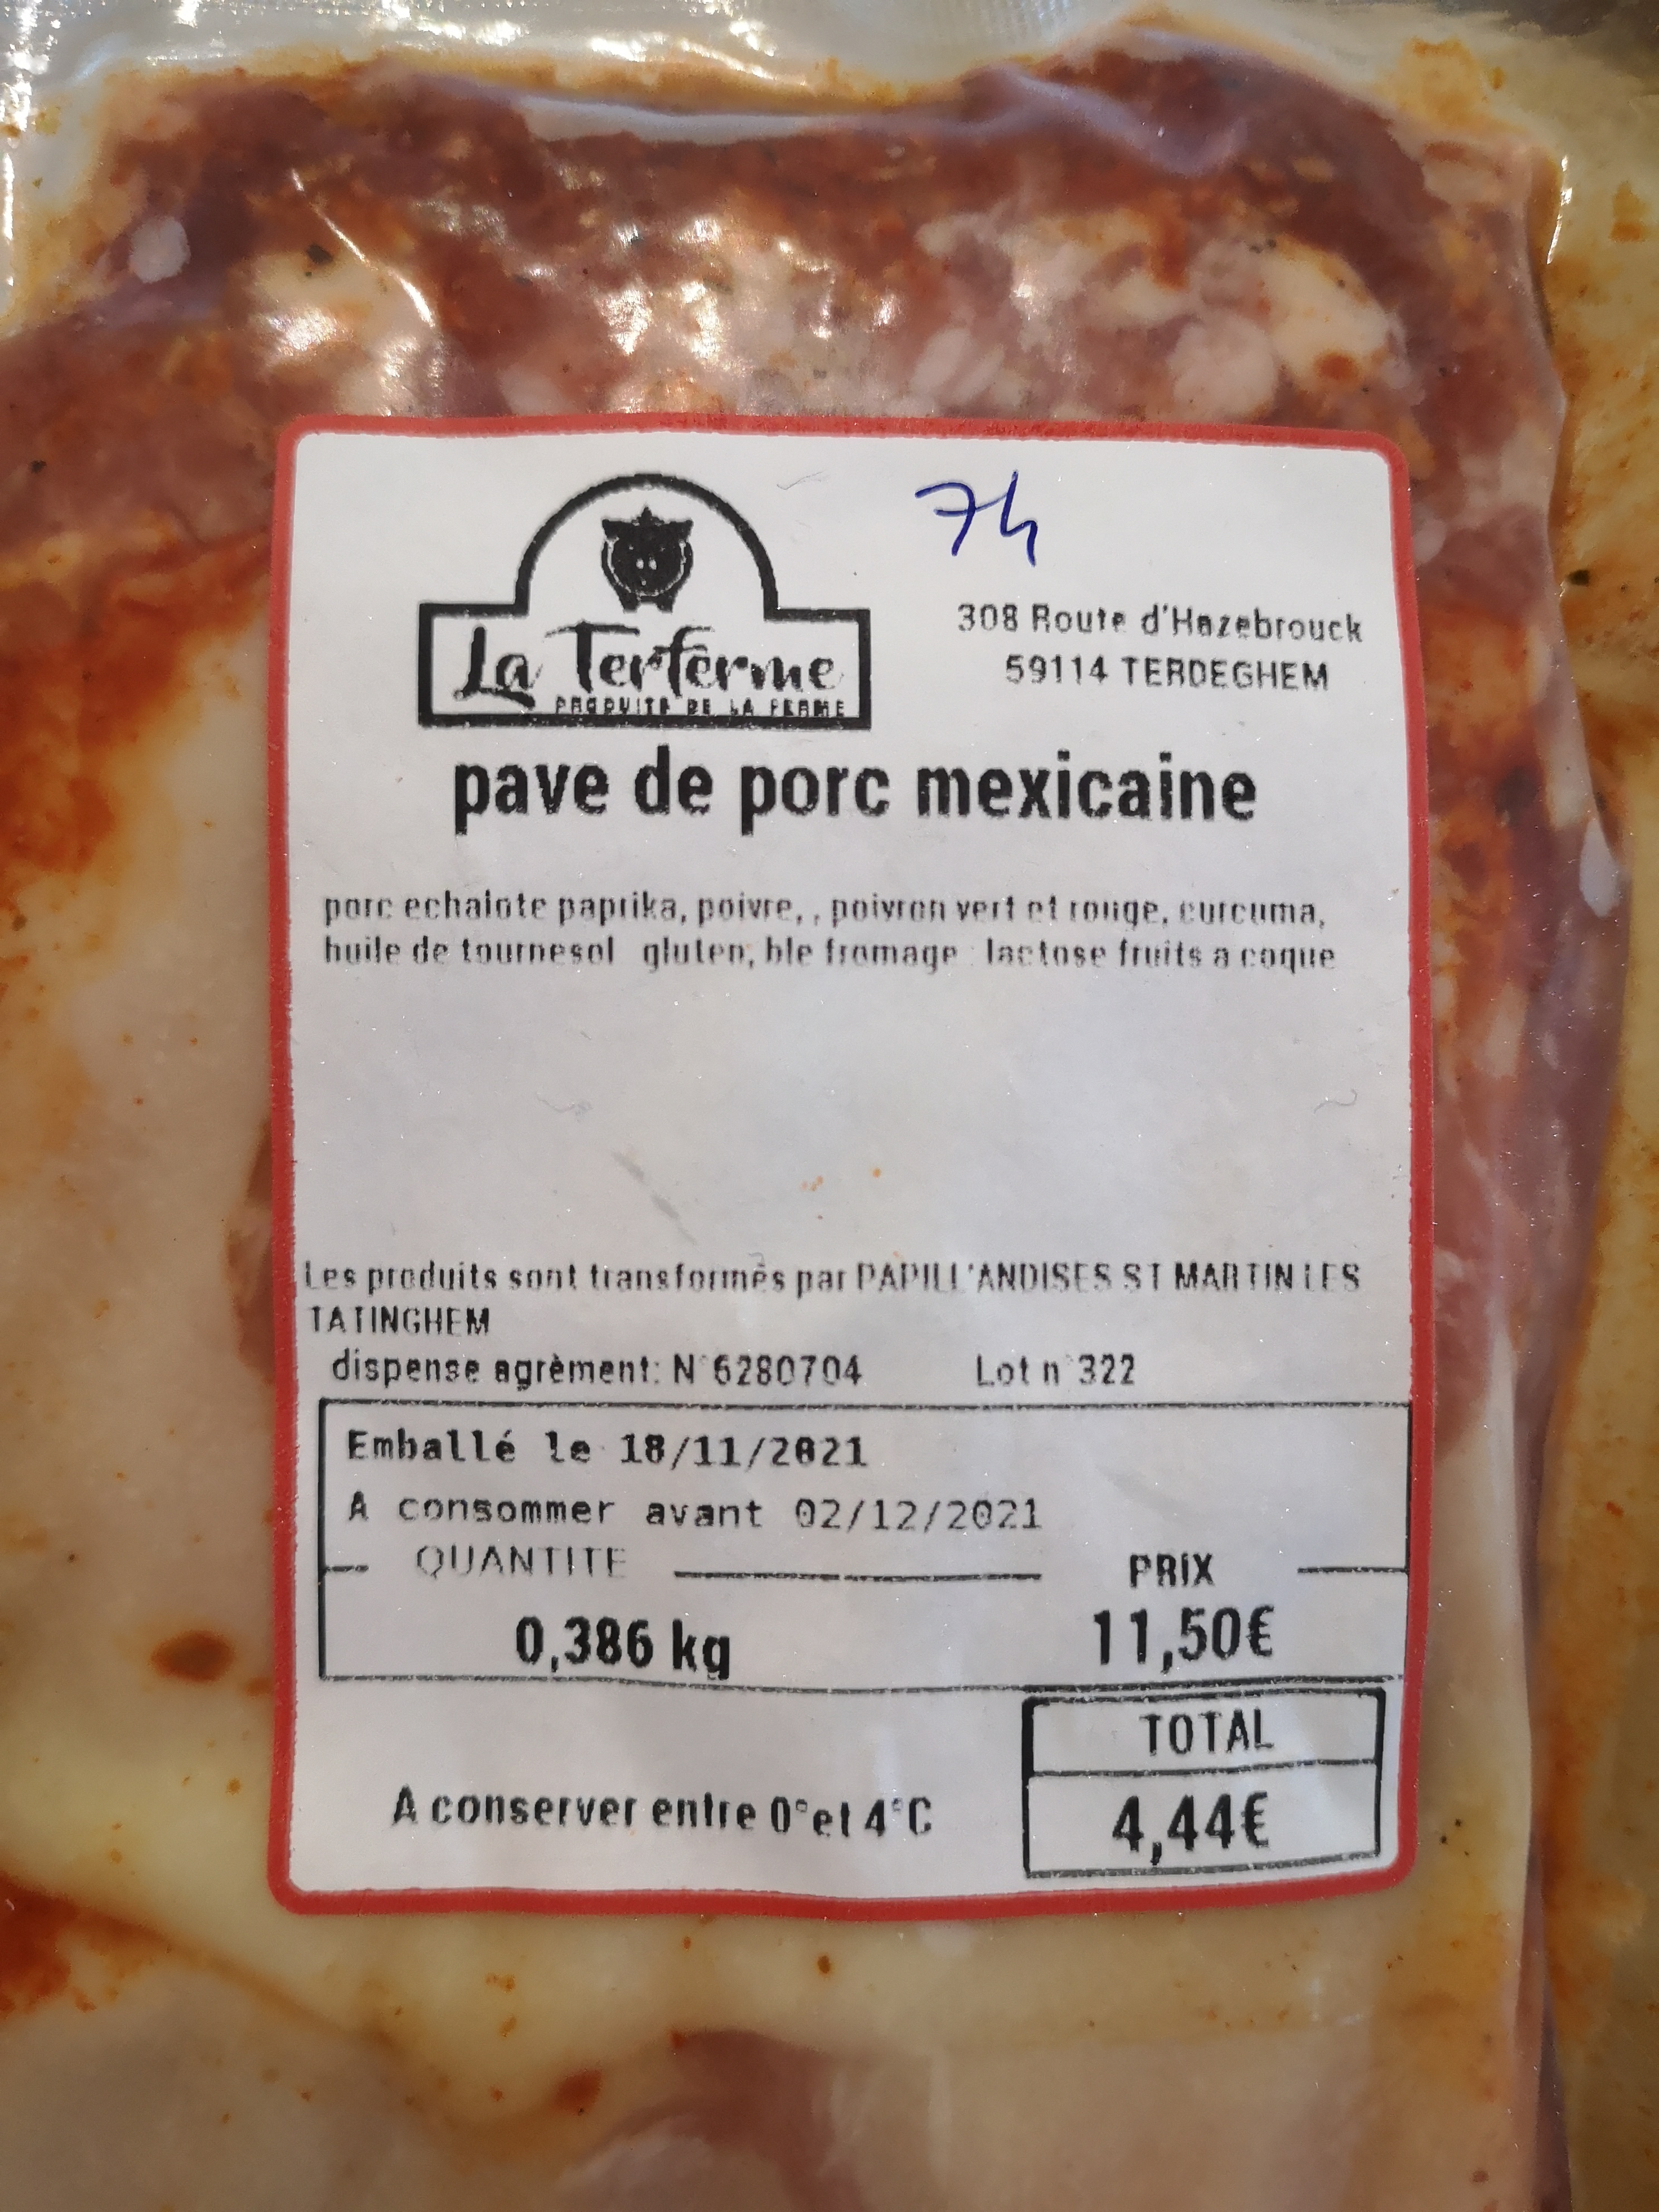 74
La Terferme
PRODUITS DE LA FERME
308 Route d'Hazebrouck
59114 TERDEGHEM
pave de porc mexicaine
porc echalote paprika, poivre, , poivron vert et rouge, curcuma,
huile de tournesol gluten, ble fromage : lactose fruits a coque
Les produits sont transformès par PAPILL'ANDISES ST MARTIN LES
TATINGHEM
dispense agrèment: N°6280704 Lot n°322
Emballé le 18/11/2021
A consommer avant 02/12/2021
QUANTITE PRIX
0,386 kg 11,50€
TOTAL
A conserver entre 0°et 4°C 4,44€